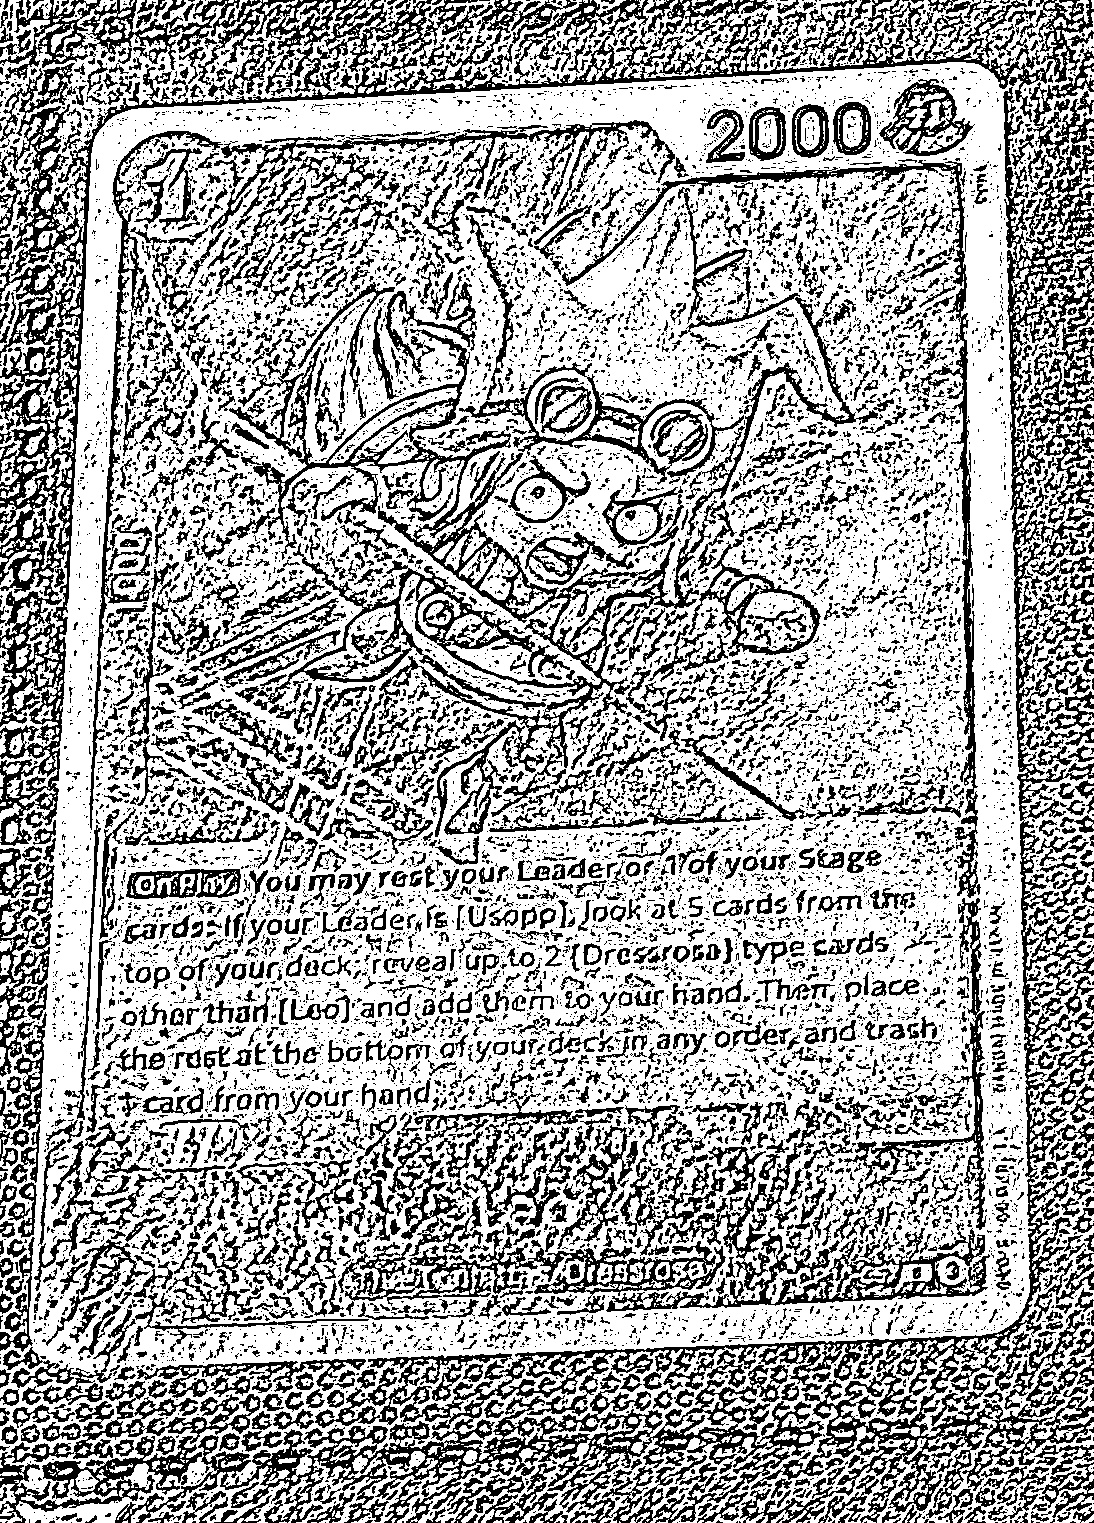 1
2000
1000
On Play You may rest your Leader or 1 of your Stage
cards: If your Leader is [Usopp], look at 5 cards from the
top of your deck; reveal up to 2 {Dressrosa} type cards
other than [Leo] and add them to your hand. Then, place
the rest at the bottom of your deck in any order and trash
1 card from your hand.
Leo
Dressrosa